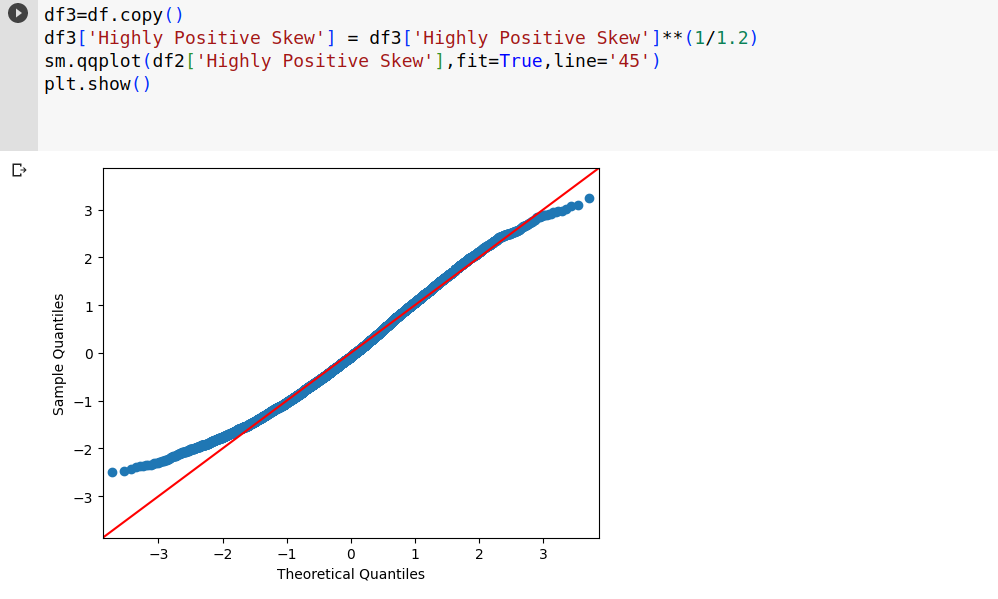 df3=df.copy()
df3['Highly Positive Skew'] = df3['Highly Positive Skew']**(1/1.2)
sm.qqplot(df2['Highly Positive Skew'],fit=True,line='45')
plt.show()
3
2
1
0
−1
−2
−3
Sample Quantiles
−3 −2 −1 0 1 2 3
Theoretical Quantiles